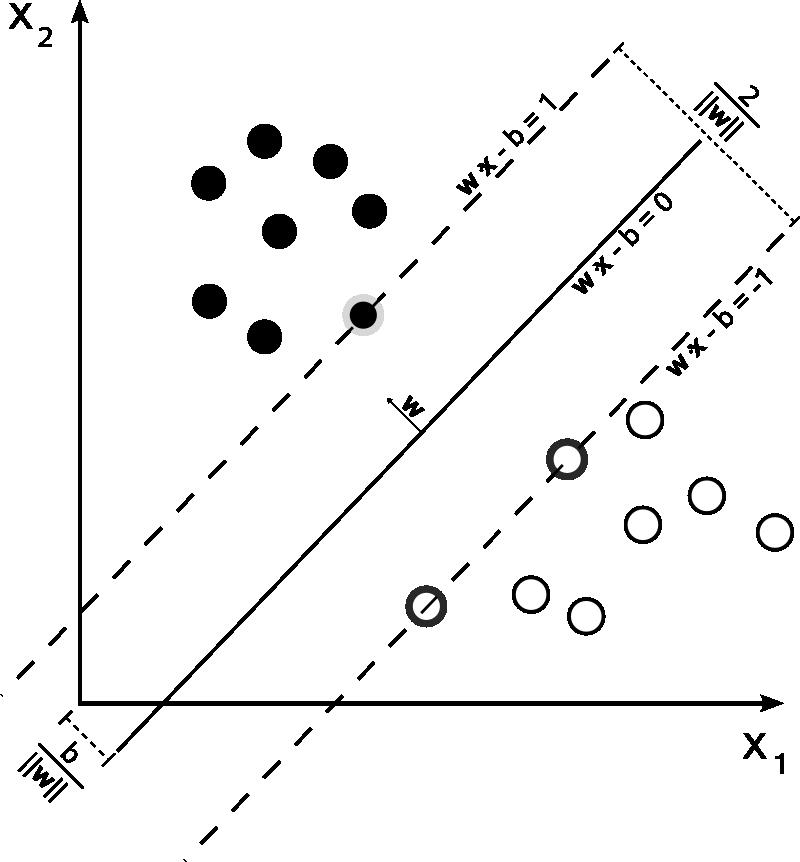 X2
w·x - b = 1
2
||w||
w·x - b = 0
w·x - b = -1
w
b
||w||
X1